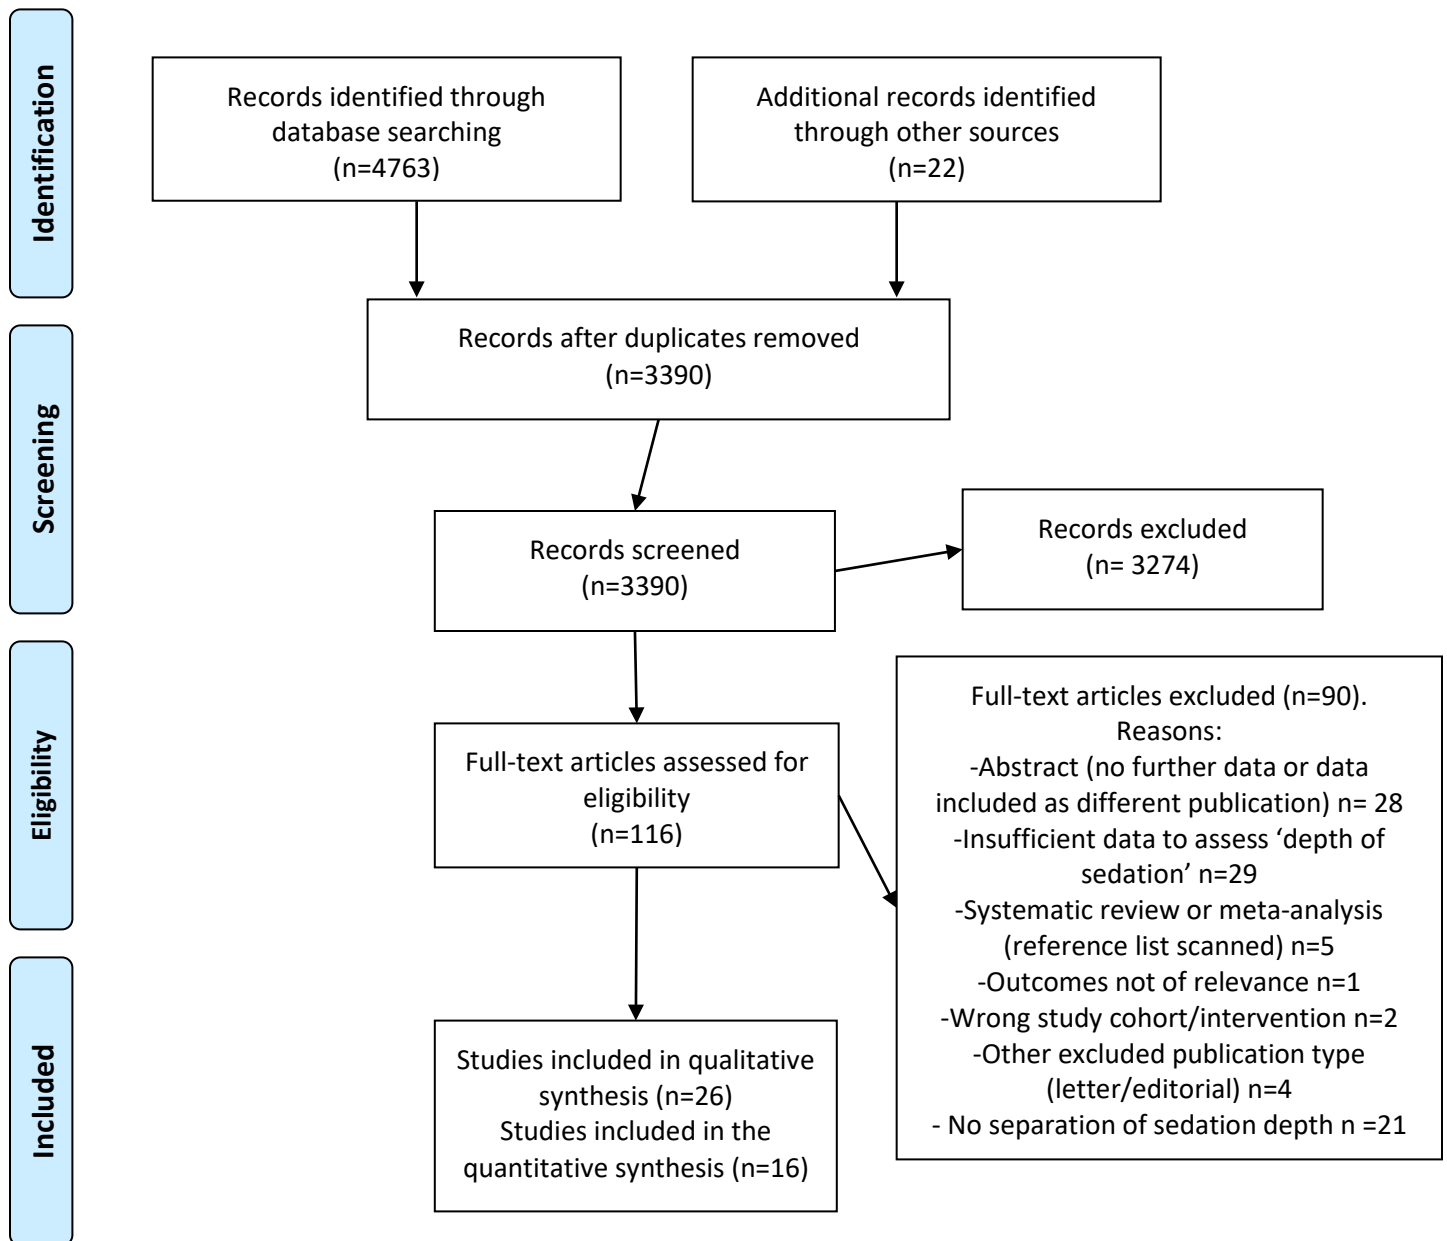 Identification
Records identified through
database searching
(n=4763)
Additional records identified
through other sources
(n=22)
Records after duplicates removed
(n=3390)
Screening
Records screened
(n=3390)
Records excluded
(n= 3274)
Eligibility
Full-text articles assessed for
eligibility
(n=116)
Full-text articles excluded (n=90).
Reasons:
-Abstract (no further data or data
included as different publication) n= 28
-Insufficient data to assess ‘depth of
sedation’ n=29
-Systematic review or meta-analysis
(reference list scanned) n=5
-Outcomes not of relevance n=1
-Wrong study cohort/intervention n=2
-Other excluded publication type
(letter/editorial) n=4
- No separation of sedation depth n =21
Included
Studies included in qualitative
synthesis (n=26)
Studies included in the
quantitative synthesis (n=16)